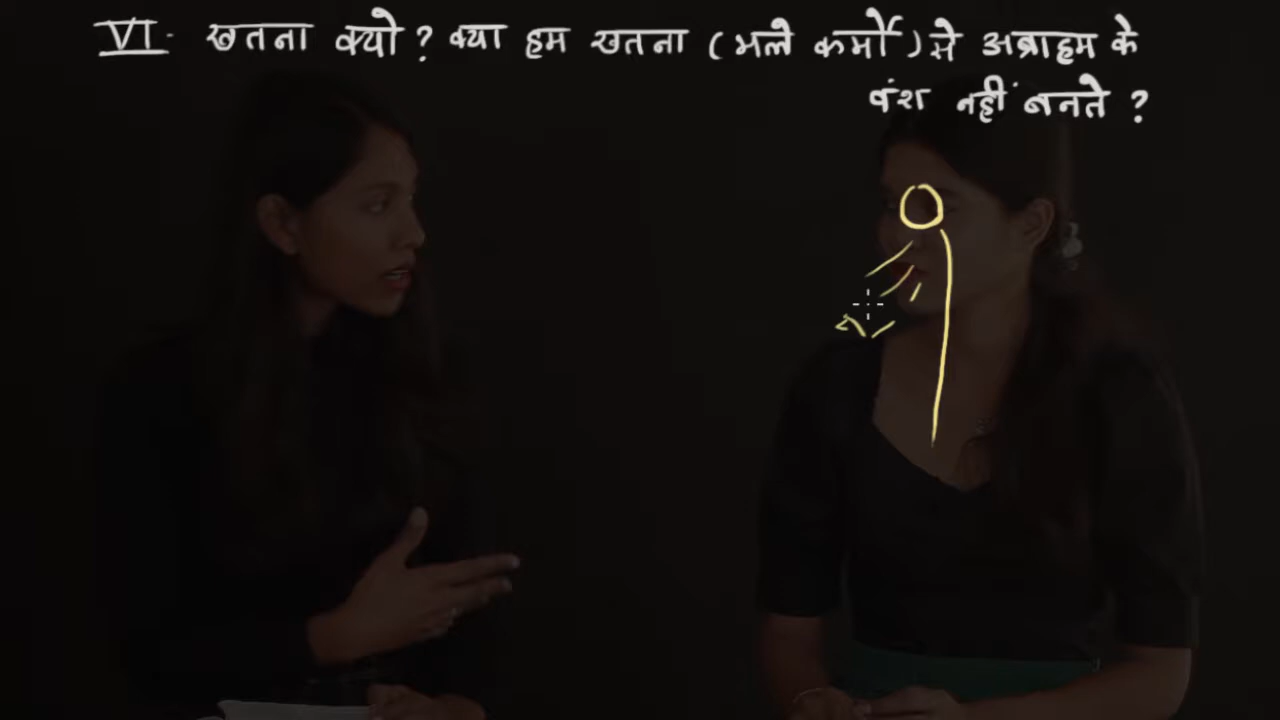 VI. खतना क्यो? क्या हम खतना (भले कर्मों) से अब्राहम के
वंश नहीं बनते?